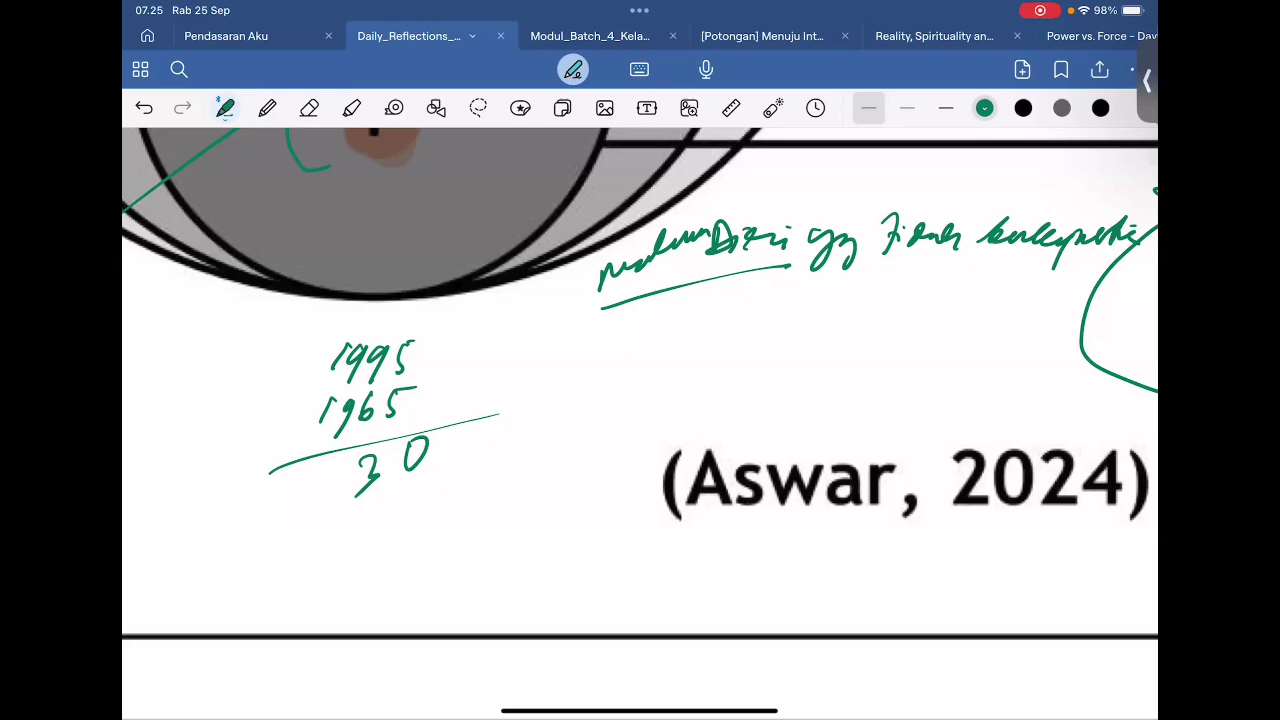 07.25 Rab 25 Sep
98%
Pendasaran Aku
Daily_Reflections_...
Modul_Batch_4_Kela...
[Potongan] Menuju Int...
Reality, Spirituality an...
Power vs. Force – Dav
yg
1995
1965
30
(Aswar, 2024)